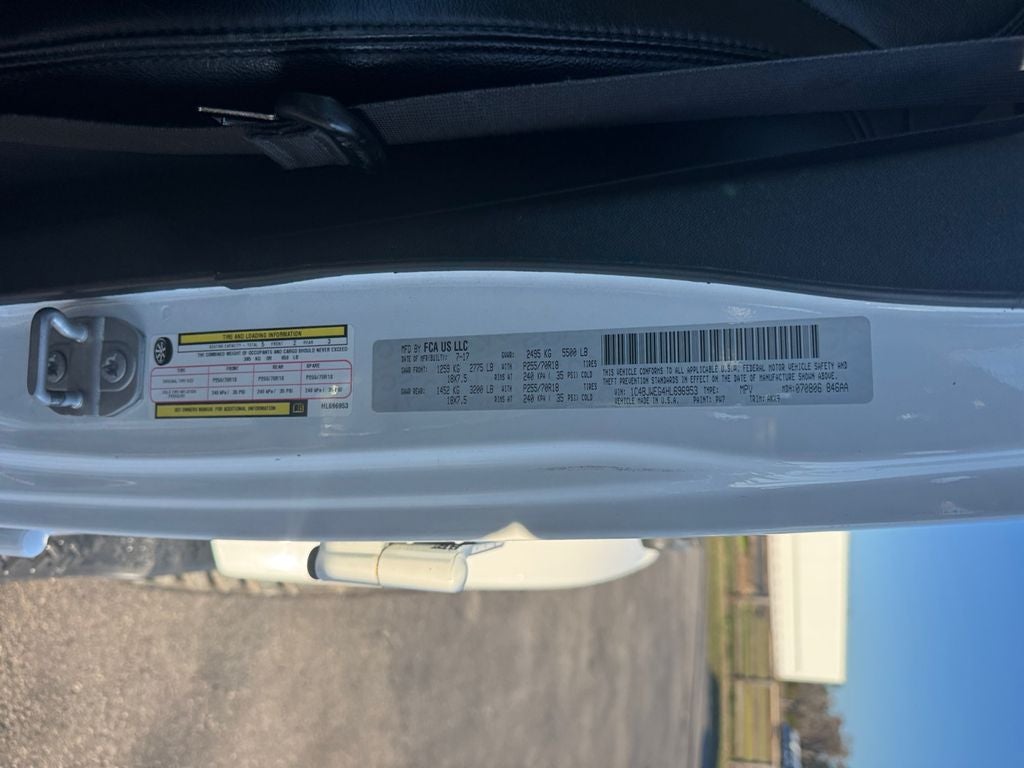 TIRE AND LOADING INFORMATION
SEATING CAPACITY - TOTAL 5 FRONT 2 REAR 3
THE COMBINED WEIGHT OF OCCUPANTS AND CARGO SHOULD NEVER EXCEED
385 KG OR 850 LB
TIRE FRONT REAR SPARE
ORIGINAL TIRE SIZE P255/70R18 P255/70R18 P255/70R18
COLD TIRE INFLATION PRESSURE 240 KPA / 35 PSI 240 KPA / 35 PSI 240 KPA / 35 PSI
SEE OWNERS MANUAL FOR ADDITIONAL INFORMATION
HL696953
MFD BY FCA US LLC
DATE OF MFR(BUILT): 7-17 GVWR: 2495 KG 5500 LB
GAWR FRONT: 1259 KG 2775 LB WITH P255/70R18 TIRES
18X7.5 RIMS AT 240 KPA( 35 PSI) COLD
GAWR REAR: 1452 KG 3200 LB WITH P255/70R18 TIRES
18X7.5 RIMS AT 240 KPA( 35 PSI) COLD
THIS VEHICLE CONFORMS TO ALL APPLICABLE U.S.A. FEDERAL MOTOR VEHICLE SAFETY AND
THEFT PREVENTION STANDARDS IN EFFECT ON THE DATE OF MANUFACTURE SHOWN ABOVE.
VIN: 1C4BJWEG4HL696953 TYPE: MPV MDH: 070806 846AA
VEHICLE MADE IN U.S.A. PAINT: PW7 TRIM: AKX9